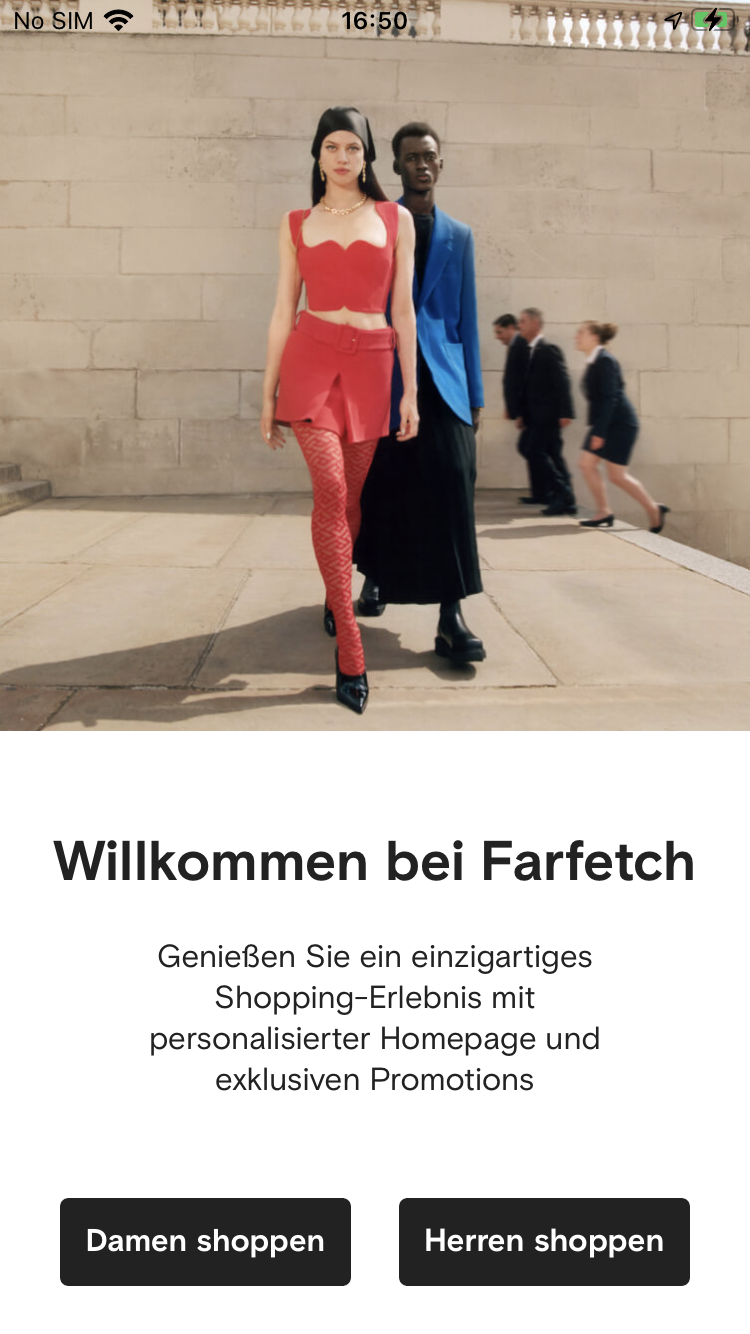 No SIM 16:50
Willkommen bei Farfetch
Genießen Sie ein einzigartiges
Shopping-Erlebnis mit
personalisierter Homepage und
exklusiven Promotions
Damen shoppen Herren shoppen